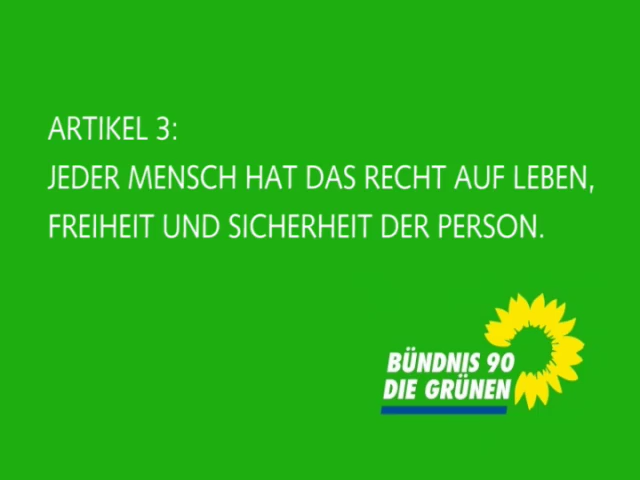 ARTIKEL 3:
JEDER MENSCH HAT DAS RECHT AUF LEBEN,
FREIHEIT UND SICHERHEIT DER PERSON.
BÜNDNIS 90
DIE GRÜNEN